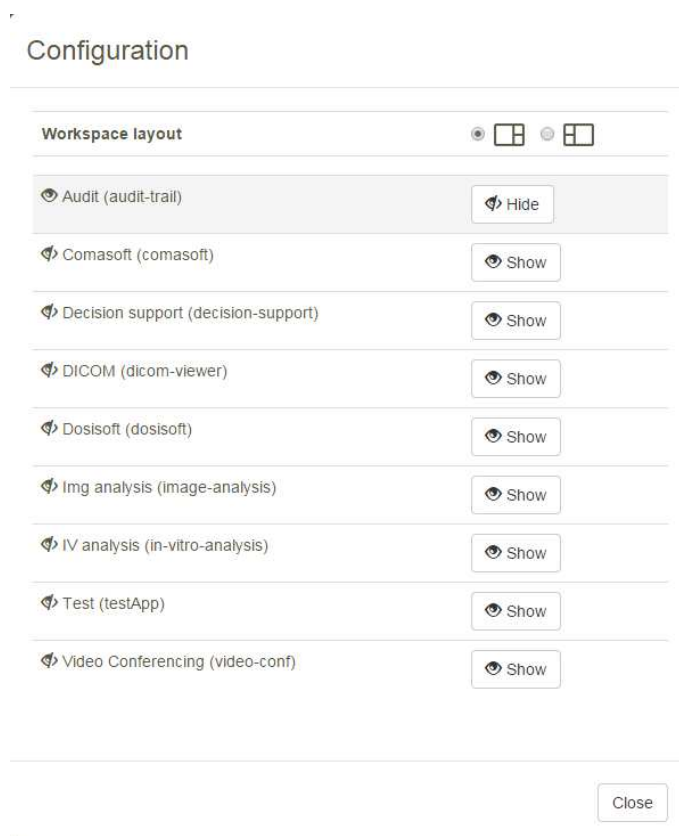 Configuration
Workspace layout
Audit (audit-trail) Hide
Comasoft (comasoft) Show
Decision support (decision-support) Show
DICOM (dicom-viewer) Show
Dosisoft (dosisoft) Show
Img analysis (image-analysis) Show
IV analysis (in-vitro-analysis) Show
Test (testApp) Show
Video Conferencing (video-conf) Show
Close